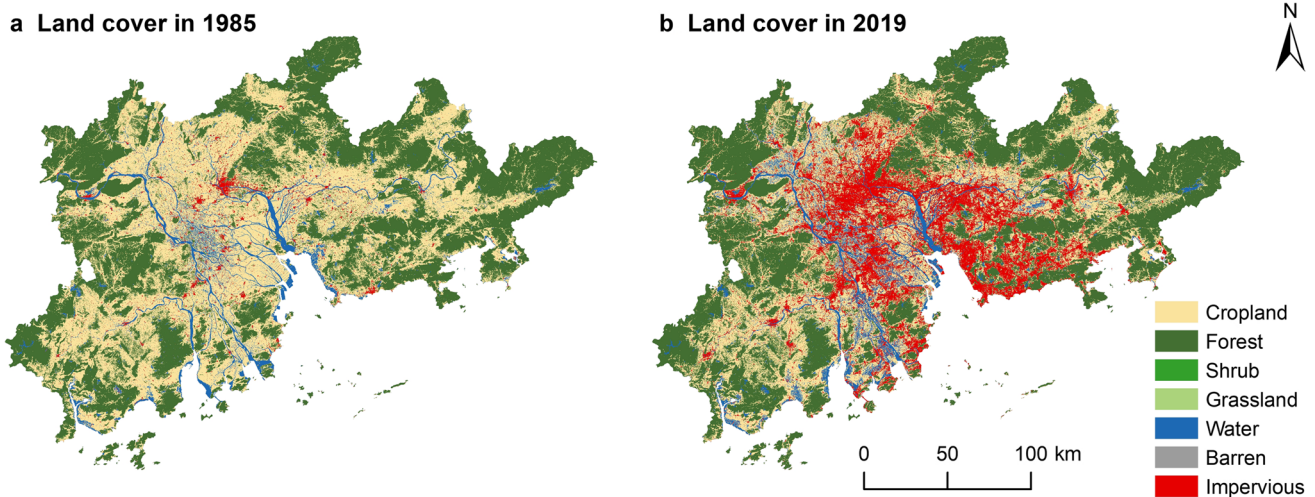 a Land cover in 1985
b Land cover in 2019
N
Cropland
Forest
Shrub
Grassland
Water
Barren
Impervious
0 50 100 km